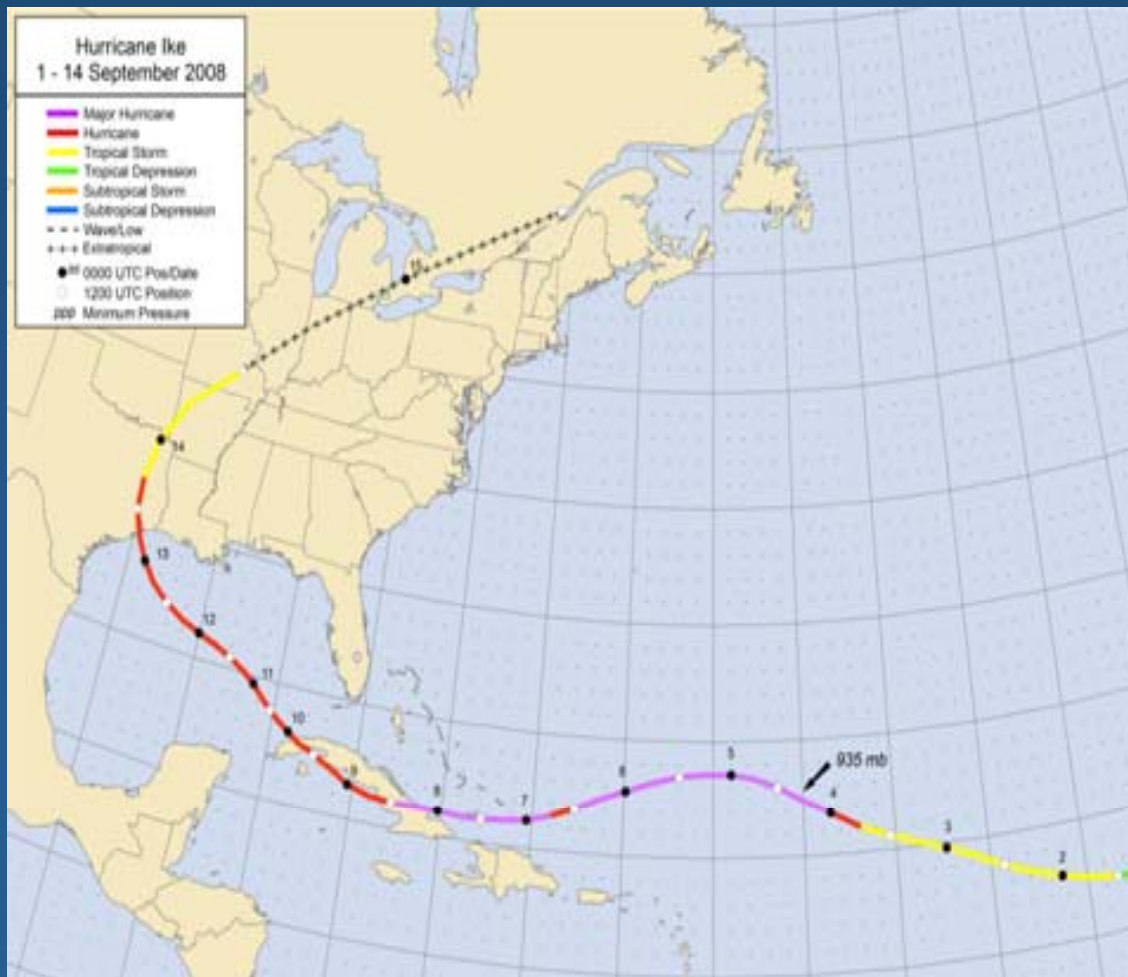 Hurricane Ike
1 - 14 September 2008
Major Hurricane
Hurricane
Tropical Storm
Tropical Depression
Subtropical Storm
Subtropical Depression
Wave/Low
Extratropical
0000 UTC Pos/Date
1200 UTC Position
ppp Minimum Pressure
14
13
12
11
10
9
8
7
6
5
935 mb
4
3
2